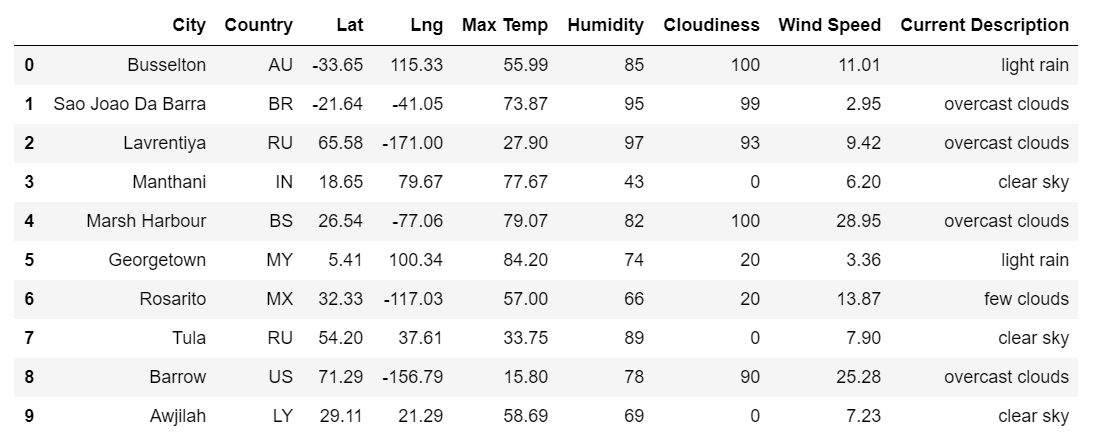 City Country Lat Lng Max Temp Humidity Cloudiness Wind Speed Current Description
0 Busselton AU -33.65 115.33 55.99 85 100 11.01 light rain
1 Sao Joao Da Barra BR -21.64 -41.05 73.87 95 99 2.95 overcast clouds
2 Lavrentiya RU 65.58 -171.00 27.90 97 93 9.42 overcast clouds
3 Manthani IN 18.65 79.67 77.67 43 0 6.20 clear sky
4 Marsh Harbour BS 26.54 -77.06 79.07 82 100 28.95 overcast clouds
5 Georgetown MY 5.41 100.34 84.20 74 20 3.36 light rain
6 Rosarito MX 32.33 -117.03 57.00 66 20 13.87 few clouds
7 Tula RU 54.20 37.61 33.75 89 0 7.90 clear sky
8 Barrow US 71.29 -156.79 15.80 78 90 25.28 overcast clouds
9 Awjilah LY 29.11 21.29 58.69 69 0 7.23 clear sky